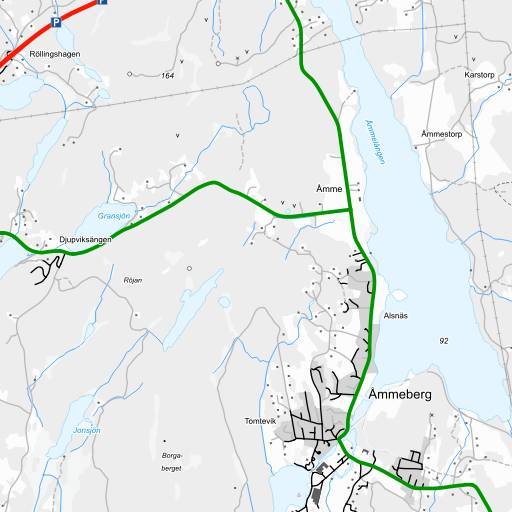 P
P
Röllingshagen
164
Karstorp
Åmmelången
Åmmestorp
Åmme
Gransjön
Djupviksängen
Röjan
Alsnäs
92
Åmmeberg
Tomtevik
Jonsjön
Borga-
berget